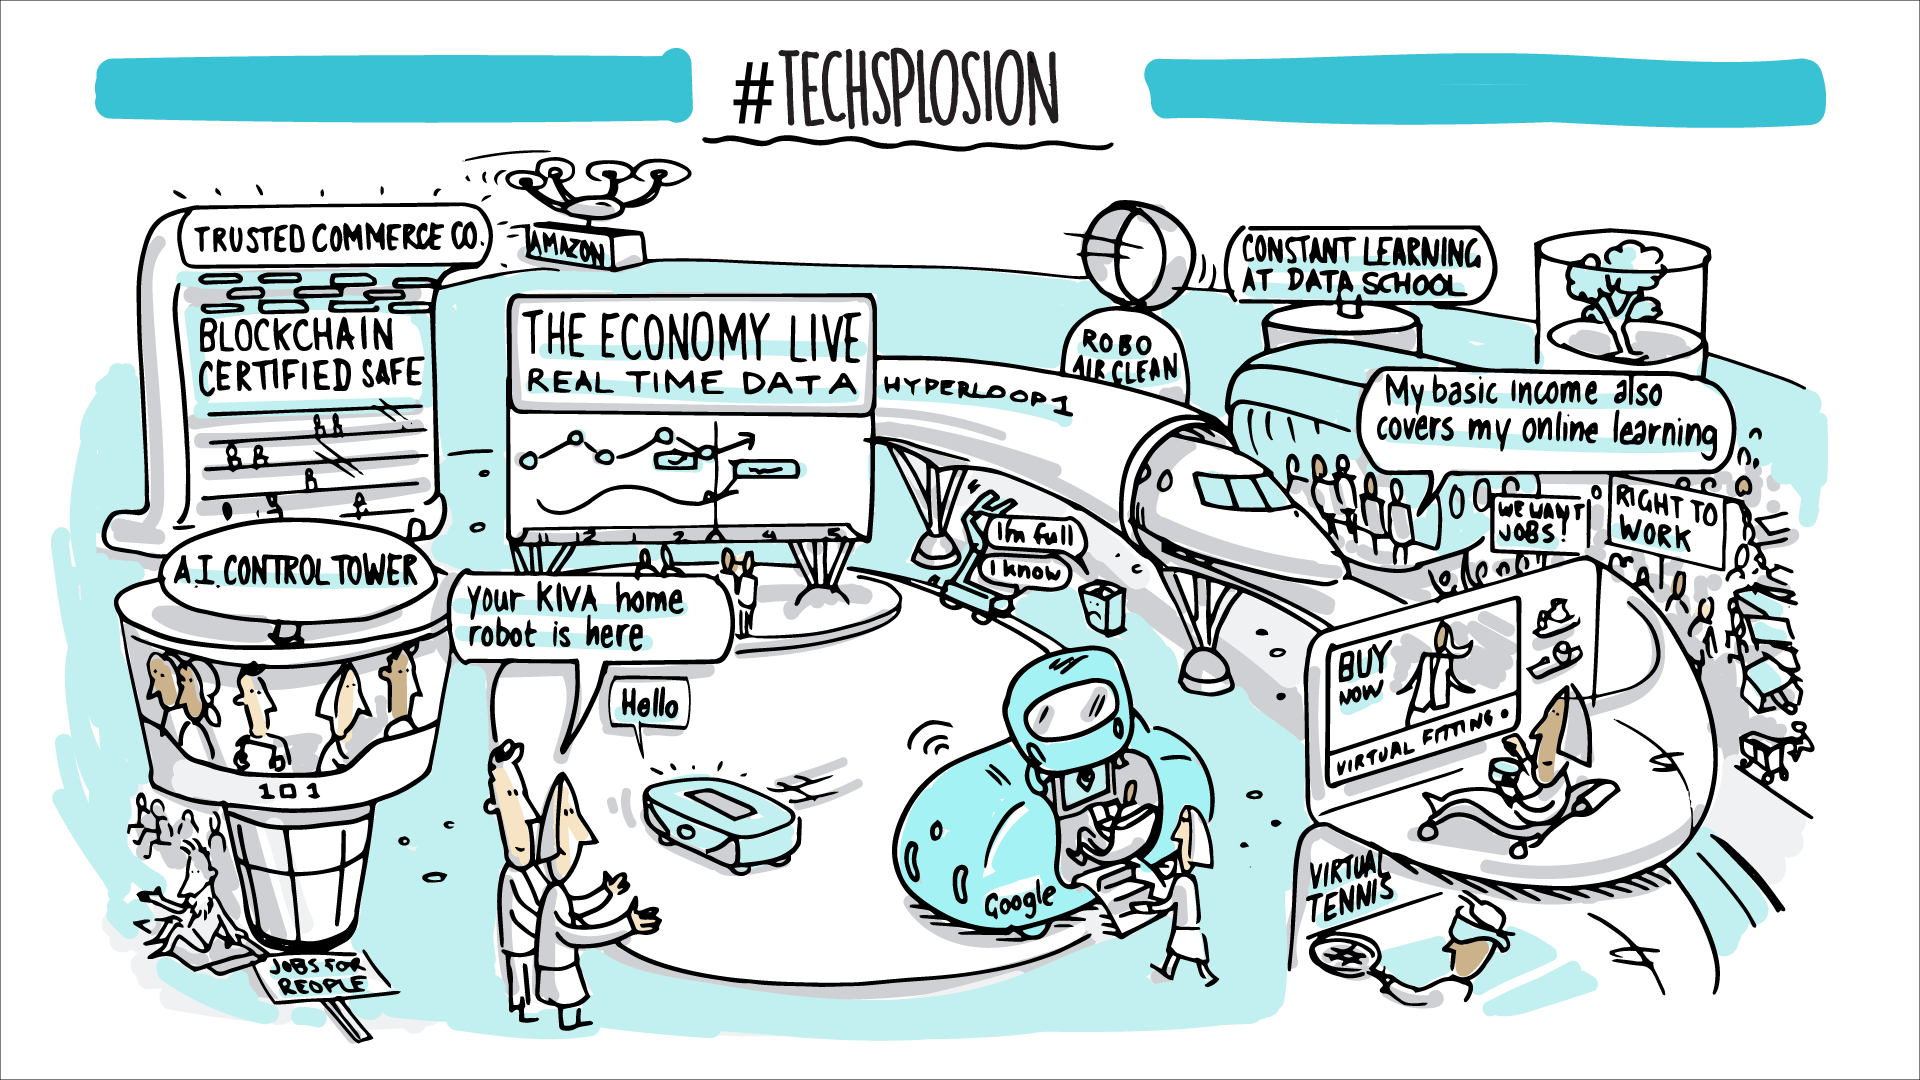 #TECHSPLOSION
TRUSTED COMMERCE CO.
BLOCKCHAIN
CERTIFIED SAFE
AMAZON
THE ECONOMY LIVE
REAL TIME DATA
HYPERLOOP 1
ROBO
AIR CLEAN
CONSTANT LEARNING
AT DATA SCHOOL
My basic income also
covers my online learning
WE WANT
JOBS!
RIGHT TO
WORK
I'm full
I know
A.I. CONTROL TOWER
101
your KIVA home
robot is here
Hello
Google
BUY
NOW
VIRTUAL FITTING
VIRTUAL
TENNIS
JOBS FOR
PEOPLE